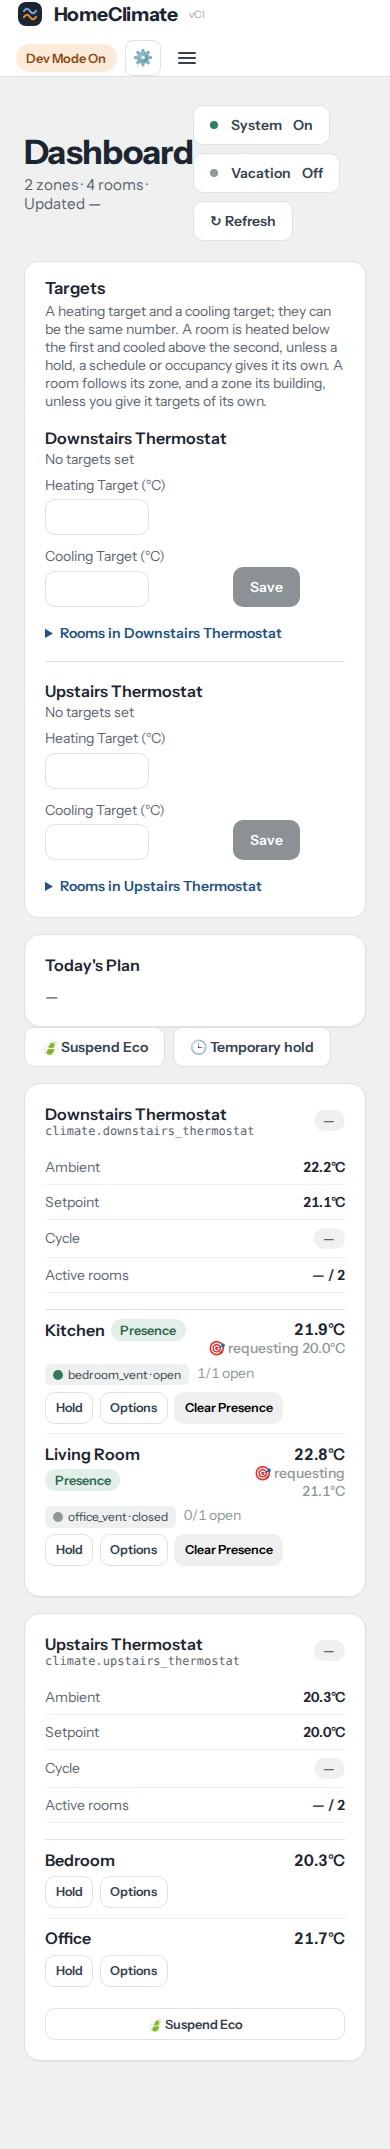 HomeClimate vCI
Dev Mode On
Dashboard
2 zones · 4 rooms ·
Updated —
System On
Vacation Off
↻ Refresh
Targets
A heating target and a cooling target; they can
be the same number. A room is heated below
the first and cooled above the second, unless a
hold, a schedule or occupancy gives it its own. A
room follows its zone, and a zone its building,
unless you give it targets of its own.
Downstairs Thermostat
No targets set
Heating Target (°C)
Cooling Target (°C)
Save
▶ Rooms in Downstairs Thermostat
Upstairs Thermostat
No targets set
Heating Target (°C)
Cooling Target (°C)
Save
▶ Rooms in Upstairs Thermostat
Today's Plan
—
Suspend Eco
Temporary hold
Downstairs Thermostat —
climate.downstairs_thermostat
Ambient 22.2°C
Setpoint 21.1°C
Cycle —
Active rooms — / 2
Kitchen Presence 21.9°C
🎯 requesting 20.0°C
bedroom_vent · open 1/1 open
Hold Options Clear Presence
Living Room 22.8°C
Presence 🎯 requesting
21.1°C
office_vent · closed 0/1 open
Hold Options Clear Presence
Upstairs Thermostat —
climate.upstairs_thermostat
Ambient 20.3°C
Setpoint 20.0°C
Cycle —
Active rooms — / 2
Bedroom 20.3°C
Hold Options
Office 21.7°C
Hold Options
Suspend Eco